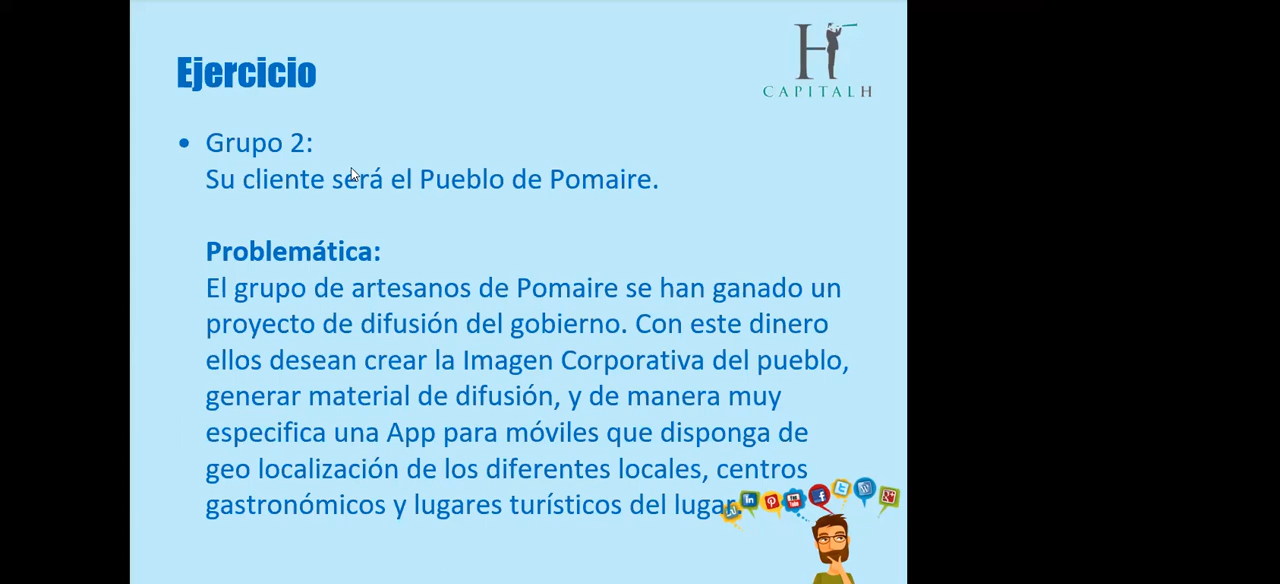 Ejercicio
H
CAPITALH
• Grupo 2:
Su cliente será el Pueblo de Pomaire.
Problemática:
El grupo de artesanos de Pomaire se han ganado un
proyecto de difusión del gobierno. Con este dinero
ellos desean crear la Imagen Corporativa del pueblo,
generar material de difusión, y de manera muy
especifica una App para móviles que disponga de
geo localización de los diferentes locales, centros
gastronómicos y lugares turísticos del lugar.